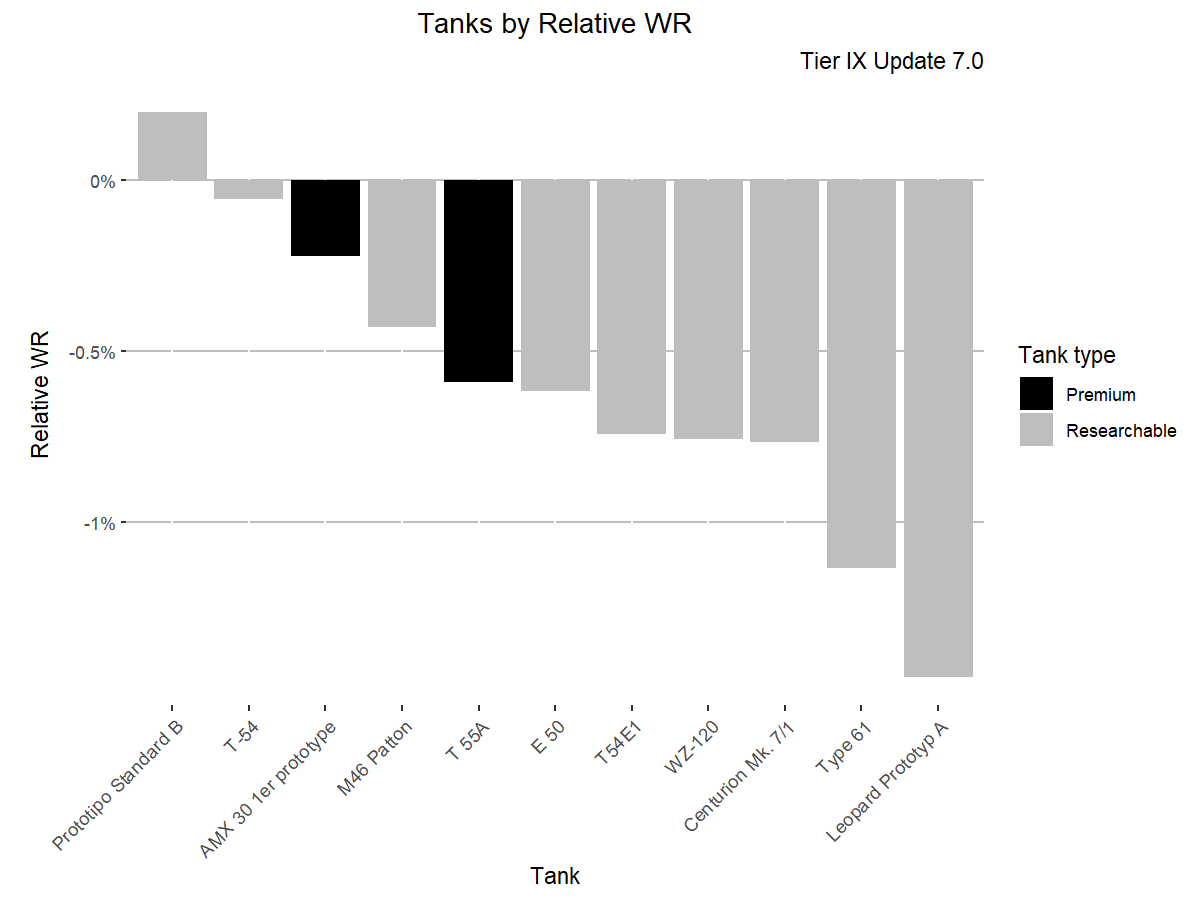 Tanks by Relative WR
Tier IX Update 7.0
0%
-0.5%
-1%
Relative WR
Prototipo Standard B
T-54
AMX 30 1er prototype
M46 Patton
T 55A
E 50
T54E1
WZ-120
Centurion Mk. 7/1
Type 61
Leopard Prototyp A
Tank
Tank type
Premium
Researchable